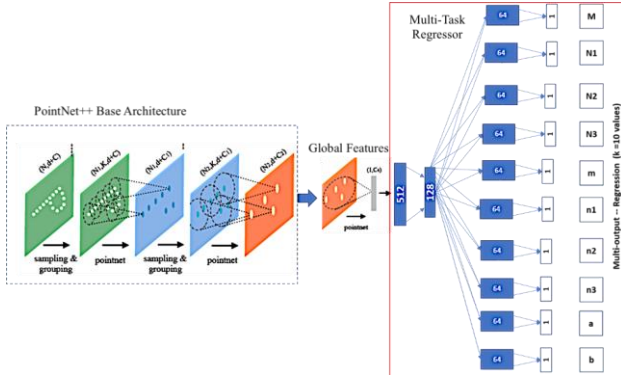 Multi-Task
Regressor
PointNet++ Base Architecture
Global Features
(N,d+C)
(N₁,K,d+C)
(N₁,d+C₁)
(N₂,K,d+C₁)
(N₂,d+C₂)
(1,C₄)
sampling &
grouping
pointnet
sampling &
grouping
pointnet
pointnet
512
128
64 1 M
64 1 N1
64 1 N2
64 1 N3
64 1 m
64 1 n1
64 1 n2
64 1 n3
64 1 a
64 1 b
Multi-output -- Regression (k =10 values)